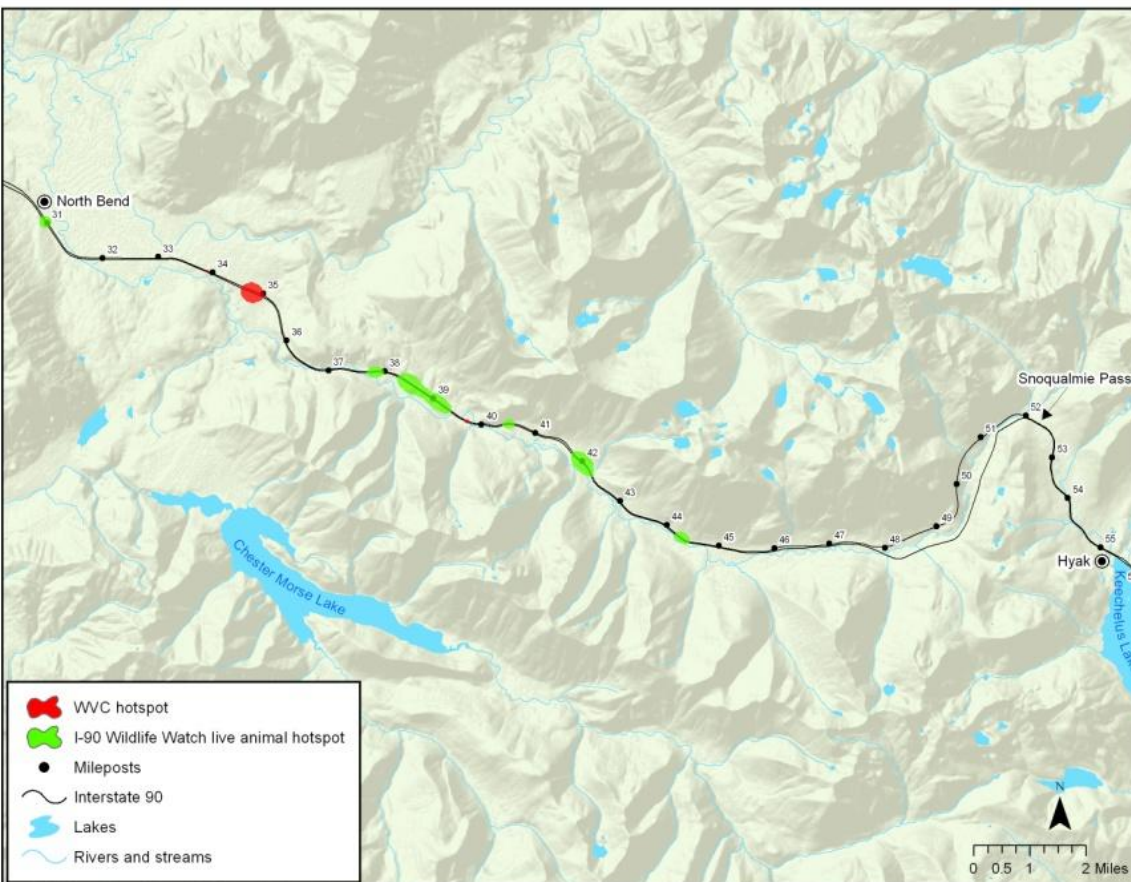 North Bend
31
32
33
34
35
36
37
38
39
40
41
42
43
44
45
46
47
48
49
50
51
52
Snoqualmie Pass
53
54
55
Hyak
Keechelus Lak
Chester Morse Lake
WVC hotspot
I-90 Wildlife Watch live animal hotspot
Mileposts
Interstate 90
Lakes
Rivers and streams
N
0 0.5 1 2 Miles